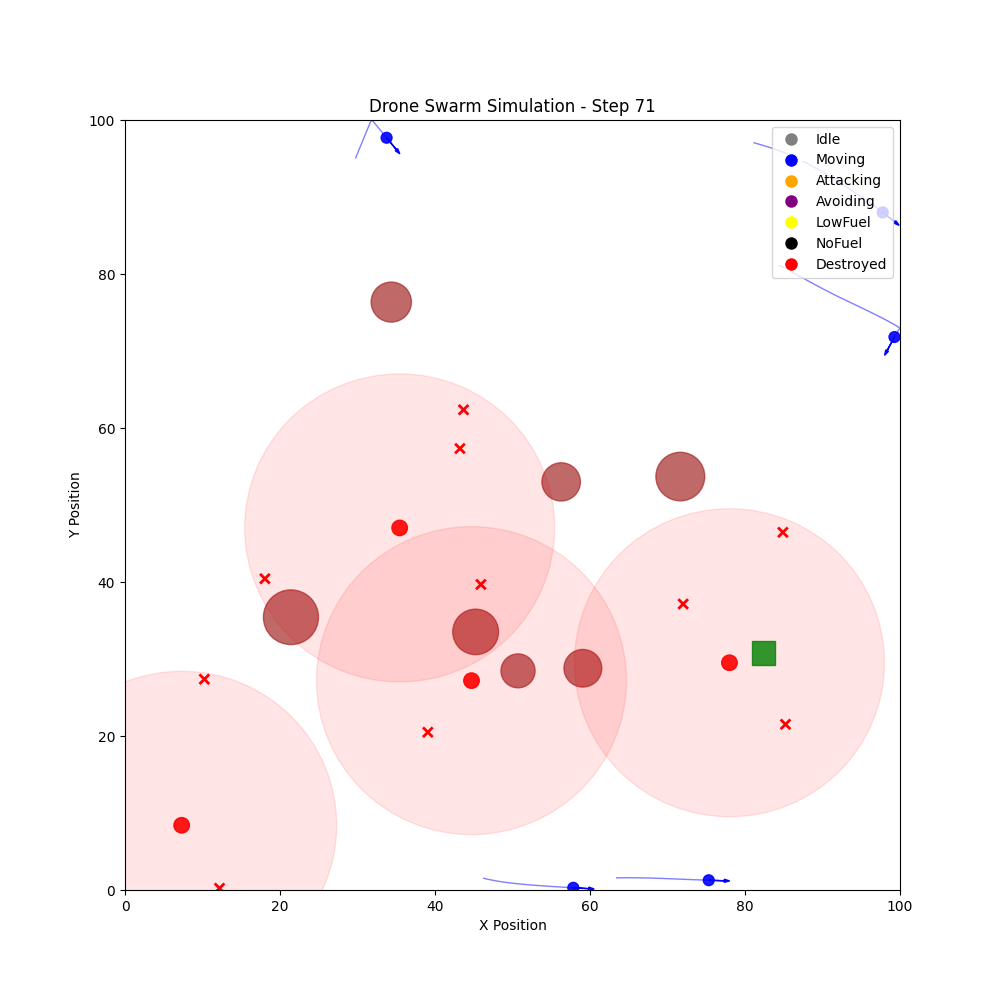 Drone Swarm Simulation - Step 71
100
80
60
40
20
0
Y Position
Idle
Moving
Attacking
Avoiding
LowFuel
NoFuel
Destroyed
0 20 40 60 80 100
X Position